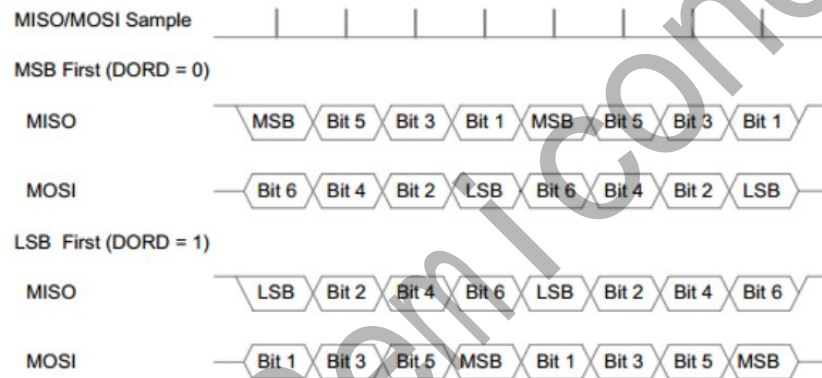 MISO/MOSI Sample
MSB First (DORD = 0)
MISO MSB Bit 5 Bit 3 Bit 1 MSB Bit 5 Bit 3 Bit 1
MOSI Bit 6 Bit 4 Bit 2 LSB Bit 6 Bit 4 Bit 2 LSB
LSB First (DORD = 1)
MISO LSB Bit 2 Bit 4 Bit 6 LSB Bit 2 Bit 4 Bit 6
MOSI Bit 1 Bit 3 Bit 5 MSB Bit 1 Bit 3 Bit 5 MSB